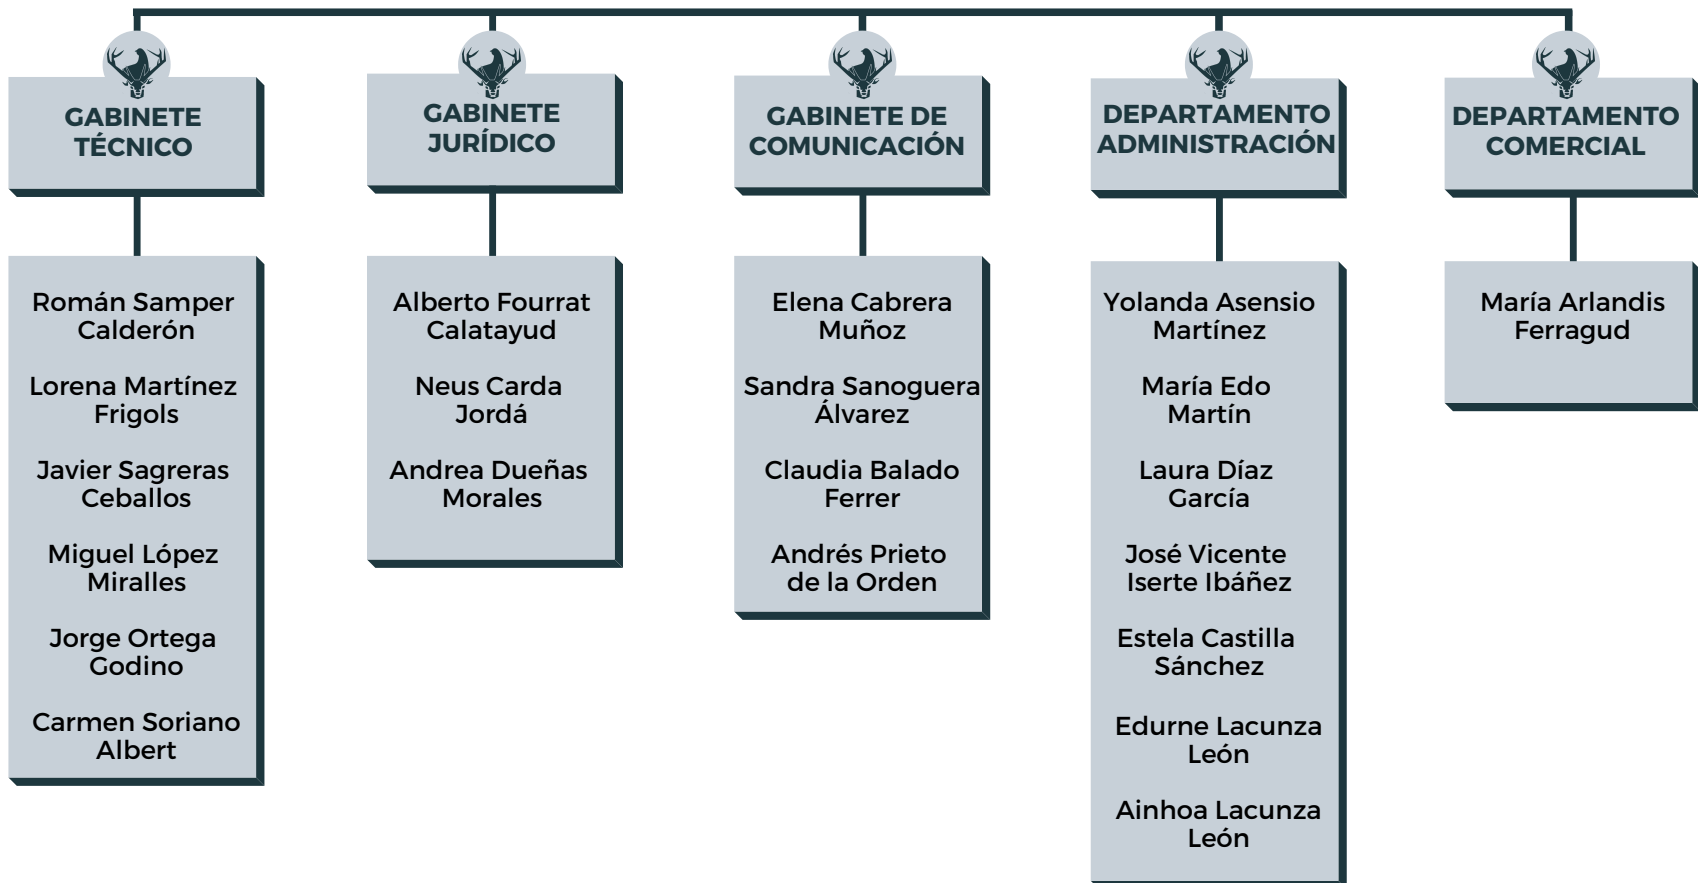 GABINETE
TÉCNICO
Román Samper
Calderón
Lorena Martínez
Frigols
Javier Sagreras
Ceballos
Miguel López
Miralles
Jorge Ortega
Godino
Carmen Soriano
Albert
GABINETE
JURÍDICO
Alberto Fourrat
Calatayud
Neus Carda
Jordá
Andrea Dueñas
Morales
GABINETE DE
COMUNICACIÓN
Elena Cabrera
Muñoz
Sandra Sanoguera
Álvarez
Claudia Balado
Ferrer
Andrés Prieto
de la Orden
DEPARTAMENTO
ADMINISTRACIÓN
Yolanda Asensio
Martínez
María Edo
Martín
Laura Díaz
García
José Vicente
Iserte Ibáñez
Estela Castilla
Sánchez
Edurne Lacunza
León
Ainhoa Lacunza
León
DEPARTAMENTO
COMERCIAL
María Arlandis
Ferragud